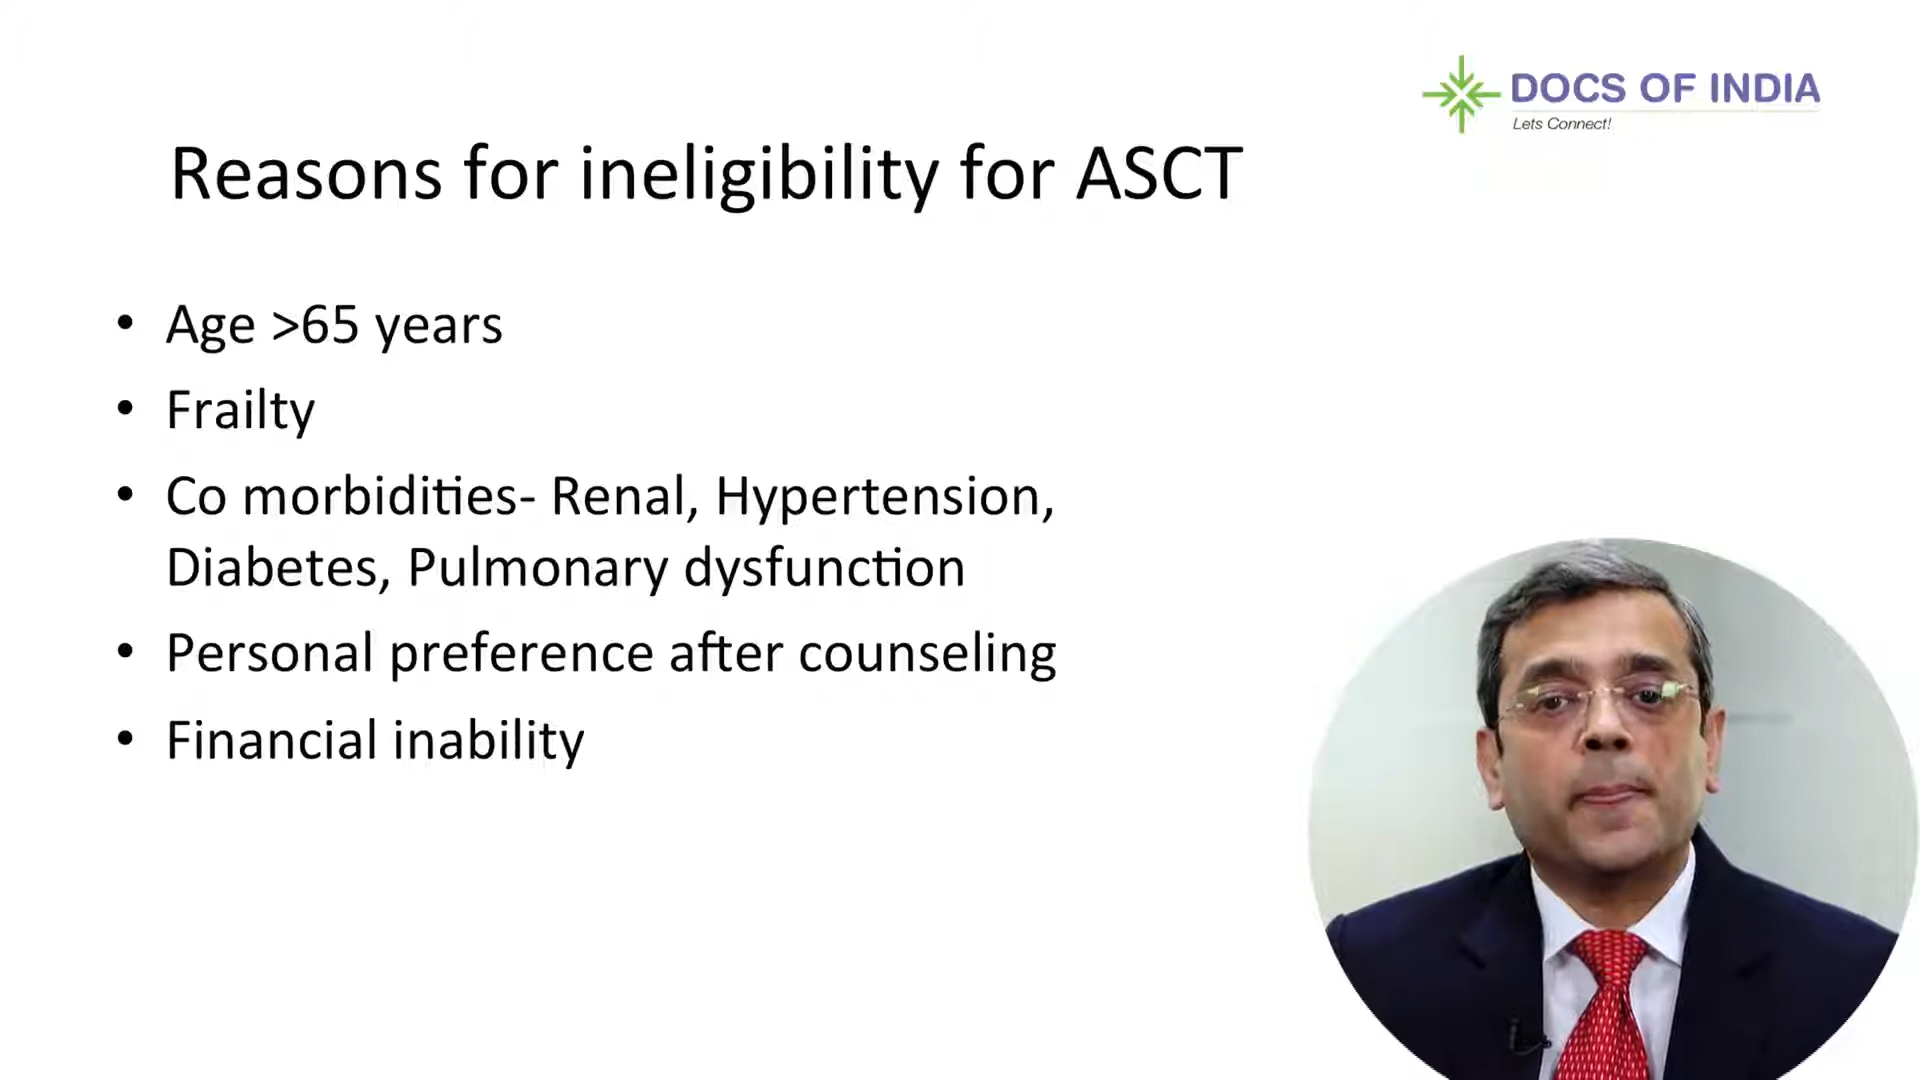 DOCS OF INDIA
Lets Connect!
Reasons for ineligibility for ASCT
• Age >65 years
• Frailty
• Co morbidities- Renal, Hypertension,
Diabetes, Pulmonary dysfunction
• Personal preference after counseling
• Financial inability